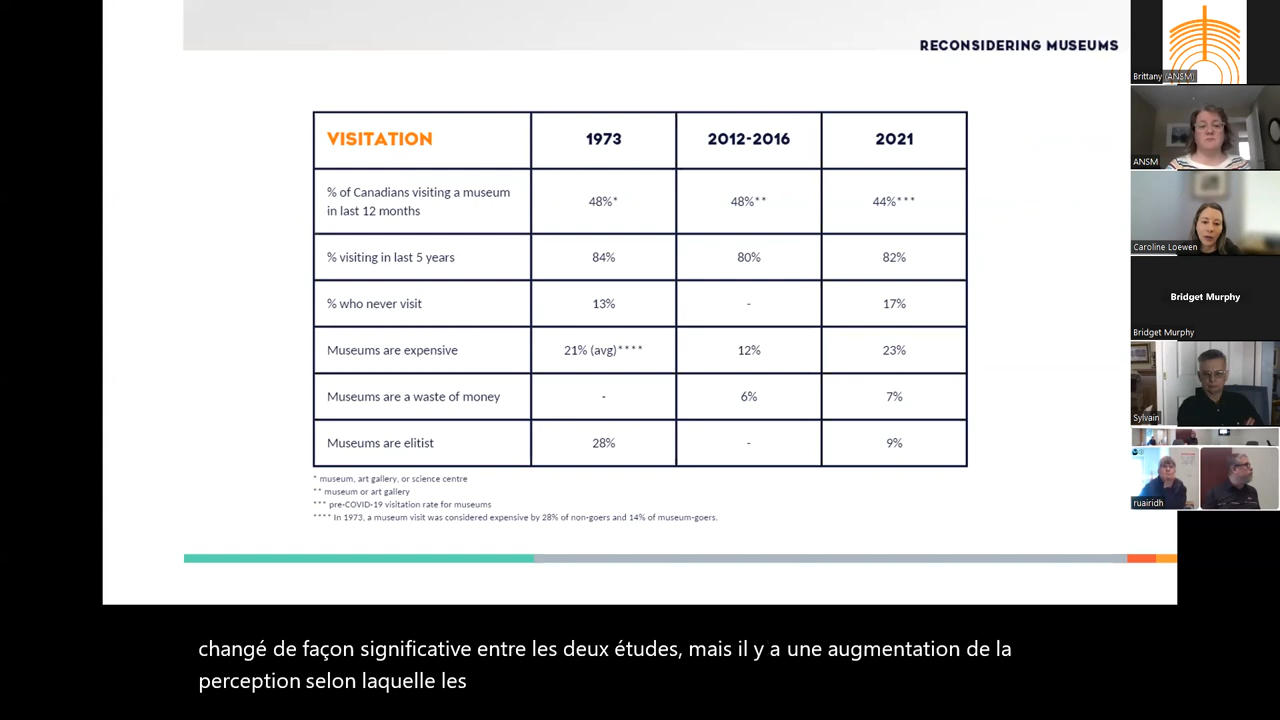 RECONSIDERING MUSEUMS
VISITATION 1973 2012-2016 2021
% of Canadians visiting a museum
in last 12 months 48%* 48%** 44%***
% visiting in last 5 years 84% 80% 82%
% who never visit 13% - 17%
Museums are expensive 21% (avg)**** 12% 23%
Museums are a waste of money - 6% 7%
Museums are elitist 28% - 9%
* museum, art gallery, or science centre
** museum or art gallery
*** pre-COVID-19 visitation rate for museums
**** In 1973, a museum visit was considered expensive by 28% of non-goers and 14% of museum-goers.
Brittany (ANSM)
ANSM
Caroline Loewen
Bridget Murphy
Bridget Murphy
Sylvain
ruairidh
changé de façon significative entre les deux études, mais il y a une augmentation de la
perception selon laquelle les